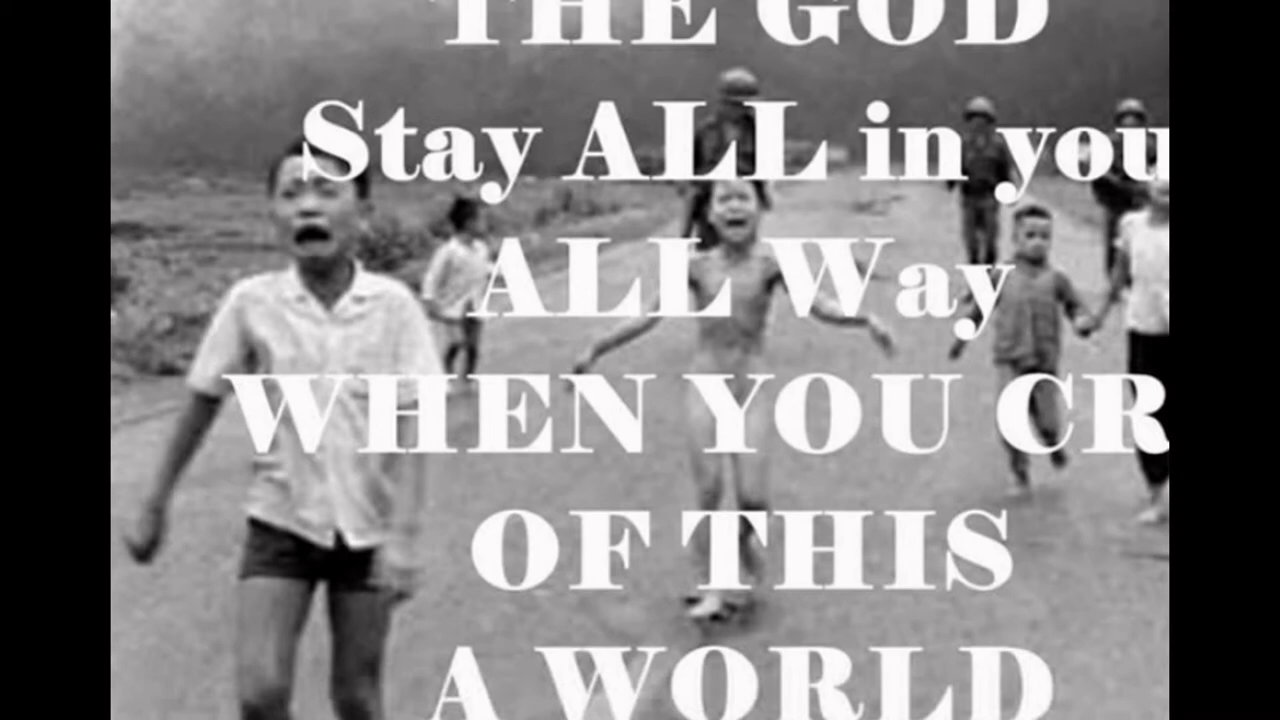 THE GOD
Stay ALL in you
ALL Way
WHEN YOU CR
OF THIS
A WORLD